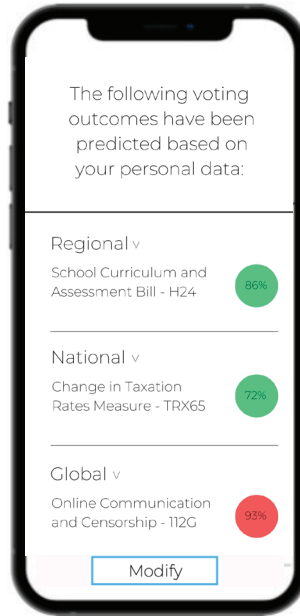 The following voting
outcomes have been
predicted based on
your personal data:
Regional v
School Curriculum and
Assessment Bill - H24
86%
National v
Change in Taxation
Rates Measure - TRX65
72%
Global v
Online Communication
and Censorship - 112G
93%
Modify